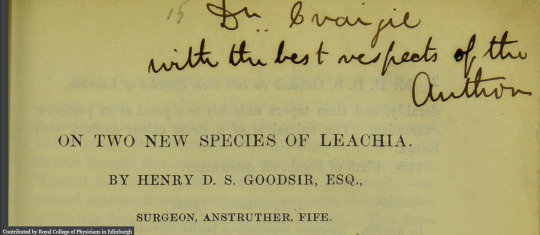 15
Dr. Craigie
with the best respects of the
Author
ON TWO NEW SPECIES OF LEACHIA.
BY HENRY D. S. GOODSIR, ESQ.,
SURGEON, ANSTRUTHER, FIFE.
Contributed by Royal College of Physicians in Edinburgh